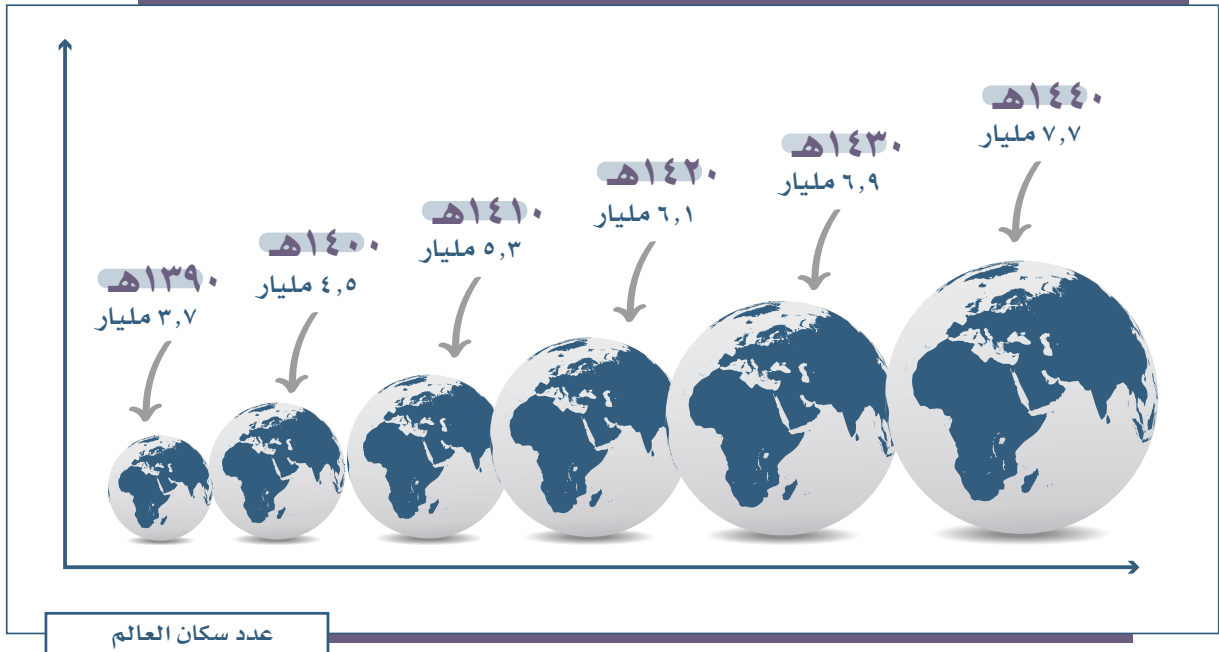 ١٣٩٠هـ
٣,٧ مليار
١٤٠٠هـ
٤,٥ مليار
١٤١٠هـ
٥,٣ مليار
١٤٢٠هـ
٦,١ مليار
١٤٣٠هـ
٦,٩ مليار
١٤٤٠هـ
٧,٧ مليار
عدد سكان العالم